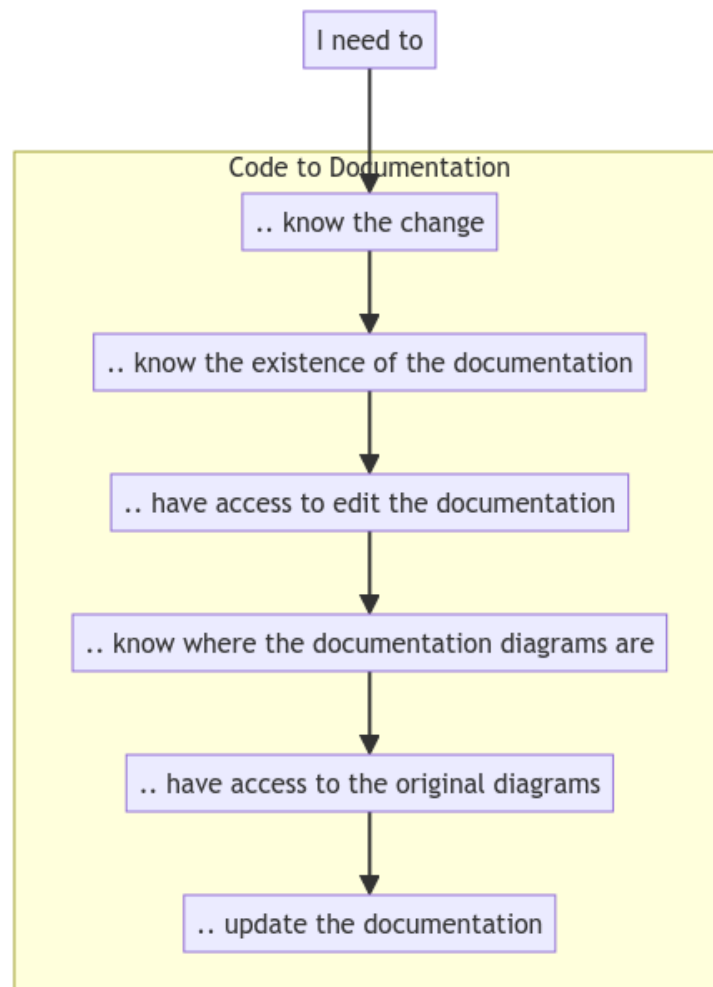 I need to
Code to Documentation
.. know the change
.. know the existence of the documentation
.. have access to edit the documentation
.. know where the documentation diagrams are
.. have access to the original diagrams
.. update the documentation